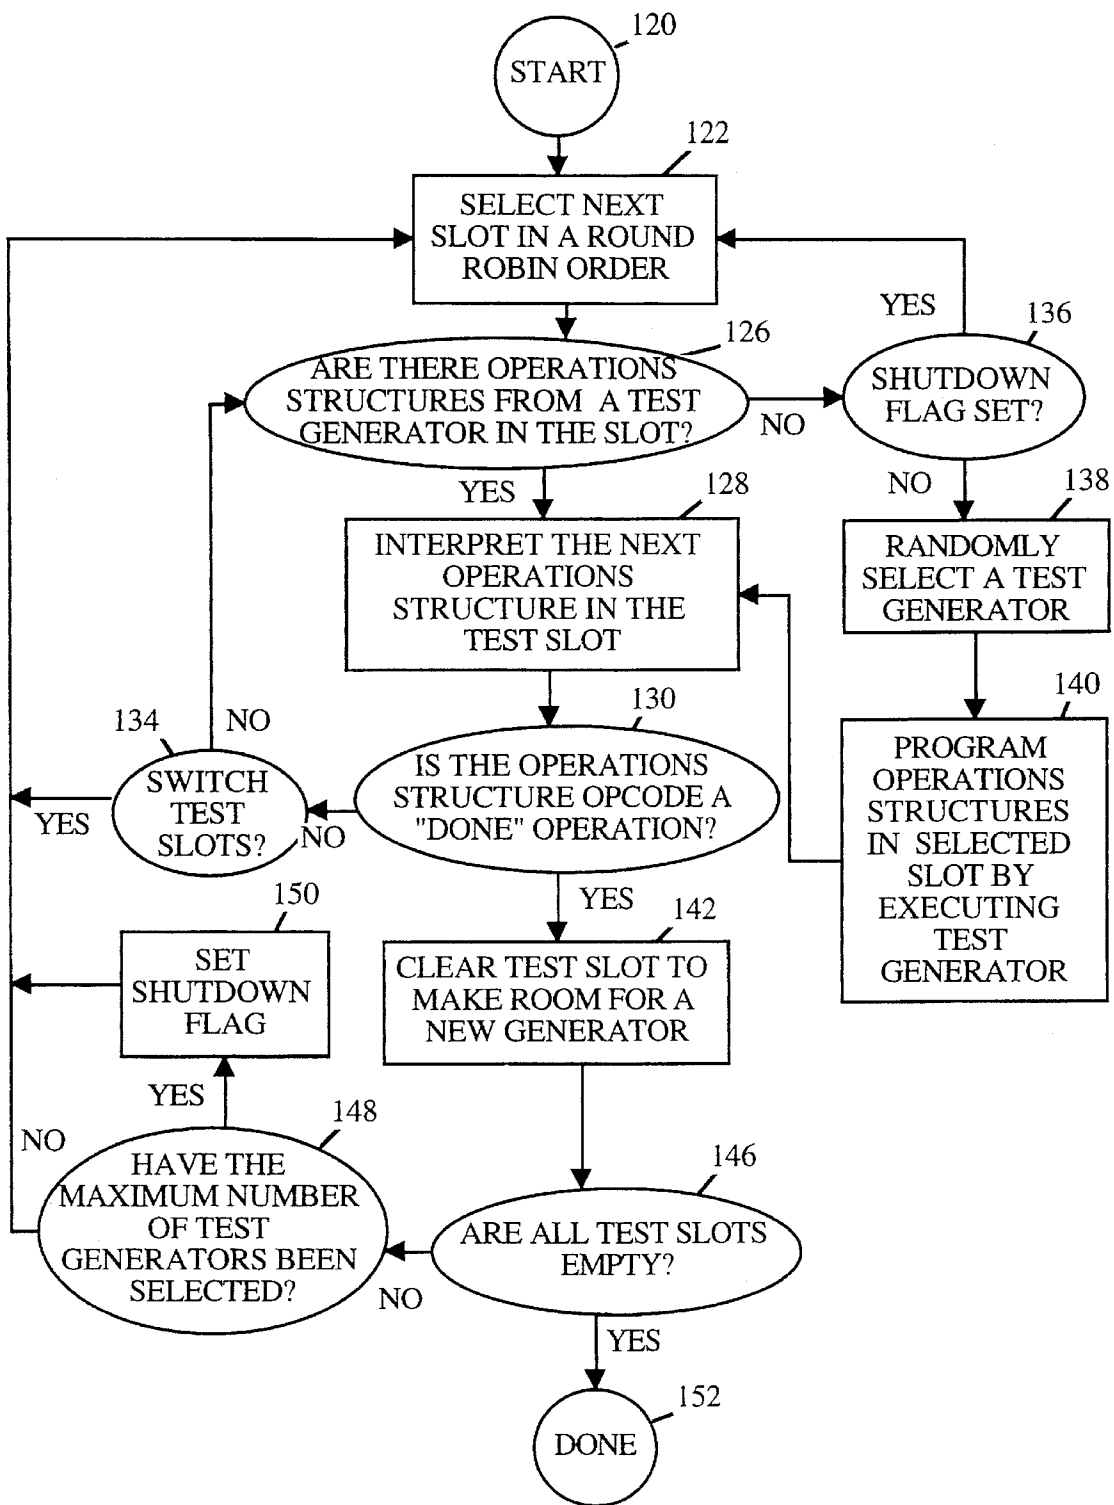 120
START
122
SELECT NEXT
SLOT IN A ROUND
ROBIN ORDER
YES
136
126
ARE THERE OPERATIONS
STRUCTURES FROM A TEST
GENERATOR IN THE SLOT?
NO
SHUTDOWN
FLAG SET?
YES
128
NO
138
INTERPRET THE NEXT
OPERATIONS
STRUCTURE IN THE
TEST SLOT
RANDOMLY
SELECT A TEST
GENERATOR
140
PROGRAM
OPERATIONS
STRUCTURES
IN SELECTED
SLOT BY
EXECUTING
TEST
GENERATOR
130
IS THE OPERATIONS
STRUCTURE OPCODE A
"DONE" OPERATION?
NO
134
NO
SWITCH
TEST
SLOTS?
YES
YES
142
CLEAR TEST SLOT TO
MAKE ROOM FOR A
NEW GENERATOR
150
SET
SHUTDOWN
FLAG
YES
NO
148
HAVE THE
MAXIMUM NUMBER
OF TEST
GENERATORS BEEN
SELECTED?
146
ARE ALL TEST SLOTS
EMPTY?
NO
YES
152
DONE